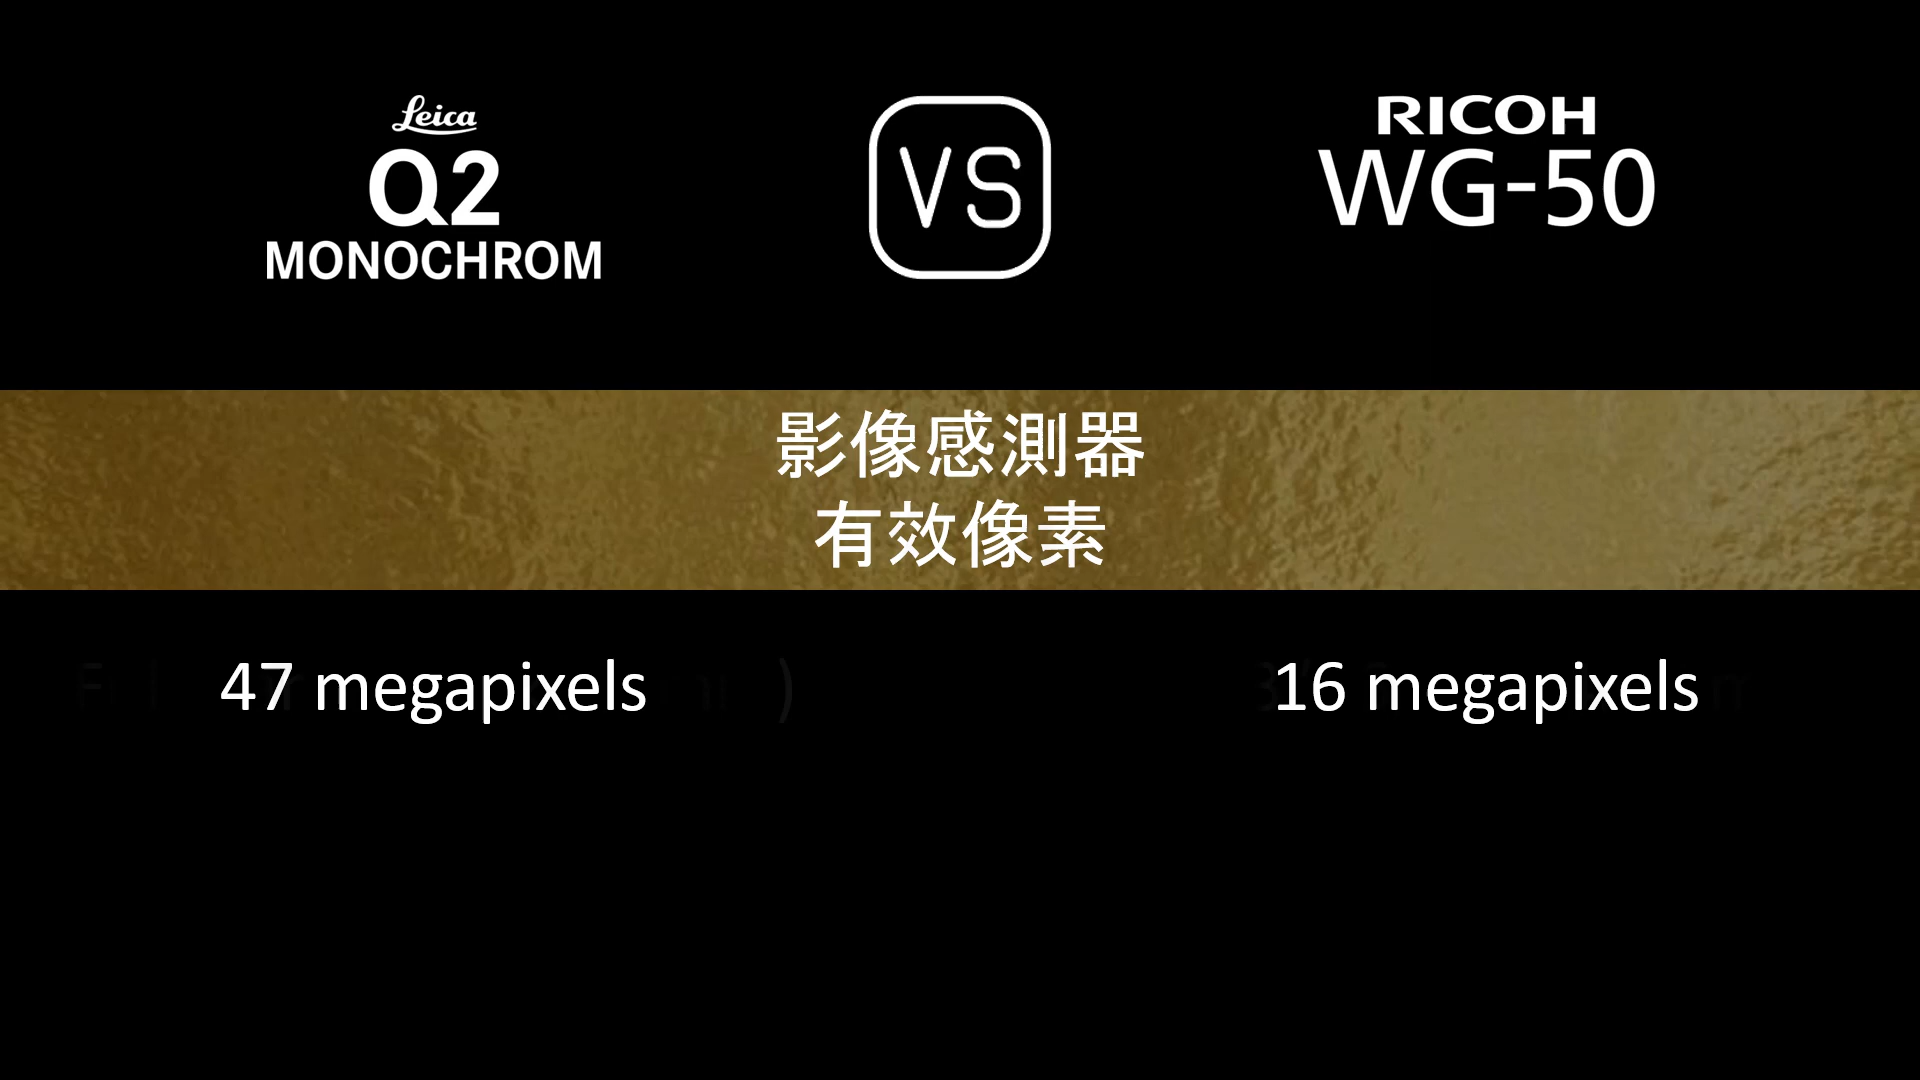 Leica
Q2
MONOCHROM
VS
RICOH
WG-50
影像感測器
有效像素
47 megapixels
16 megapixels